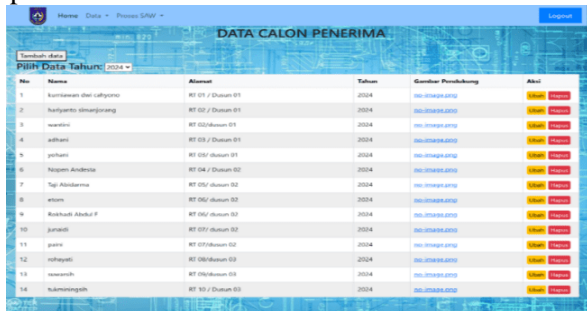 Home Data Proses SAW Logout
DATA CALON PENERIMA
Tambah data
Pilih Data Tahun: 2024
No Nama Alamat Tahun Gambar Pendukung Aksi
1 kurniawan dwi cahyono RT 01 / Dusun 01 2024 no-image.png Ubah Hapus
2 hariyanto simanjorang RT 02 / Dusun 01 2024 no-image.png Ubah Hapus
3 wantini RT 02/dusun 01 2024 no-image.png Ubah Hapus
4 adhani RT 03 / Dusun 01 2024 no-image.png Ubah Hapus
5 yohani RT 03/ dusun 01 2024 no-image.png Ubah Hapus
6 Nopen Andesta RT 04 / Dusun 02 2024 no-image.png Ubah Hapus
7 Taji Abidarma RT 05/ dusun 02 2024 no-image.png Ubah Hapus
8 etom RT 06/ dusun 02 2024 no-image.png Ubah Hapus
9 Rokhadi Abdul F RT 06/ dusun 02 2024 no-image.png Ubah Hapus
10 junaidi RT 07/ dusun 02 2024 no-image.png Ubah Hapus
11 paini RT 07/dusun 02 2024 no-image.png Ubah Hapus
12 rohayati RT 08/dusun 03 2024 no-image.png Ubah Hapus
13 suwarsih RT 09/dusun 03 2024 no-image.png Ubah Hapus
14 tukminingsih RT 10 / Dusun 03 2024 no-image.png Ubah Hapus